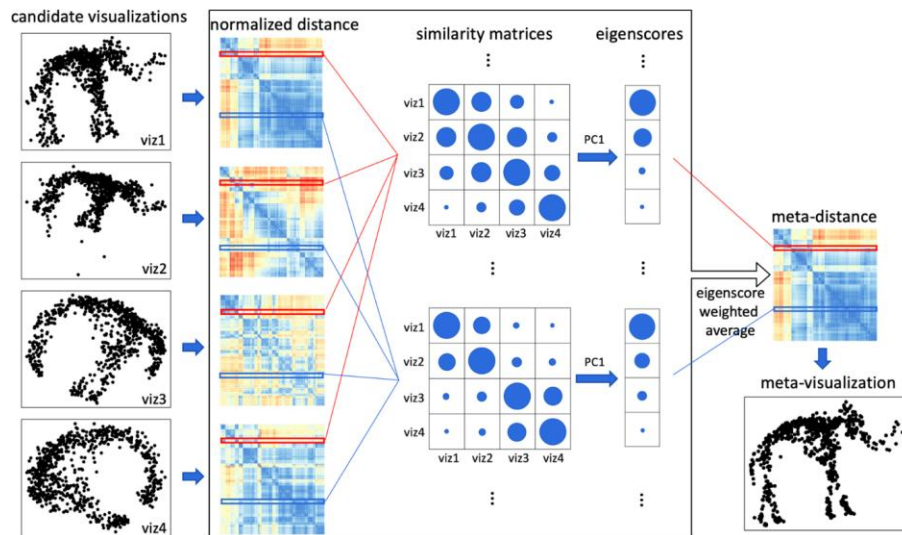 candidate visualizations
viz1
viz2
viz3
viz4
normalized distance
similarity matrices
viz1
viz2
viz3
viz4
viz1 viz2 viz3 viz4
PC1
viz1
viz2
viz3
viz4
viz1 viz2 viz3 viz4
PC1
eigenscores
meta-distance
eigenscore
weighted
average
meta-visualization